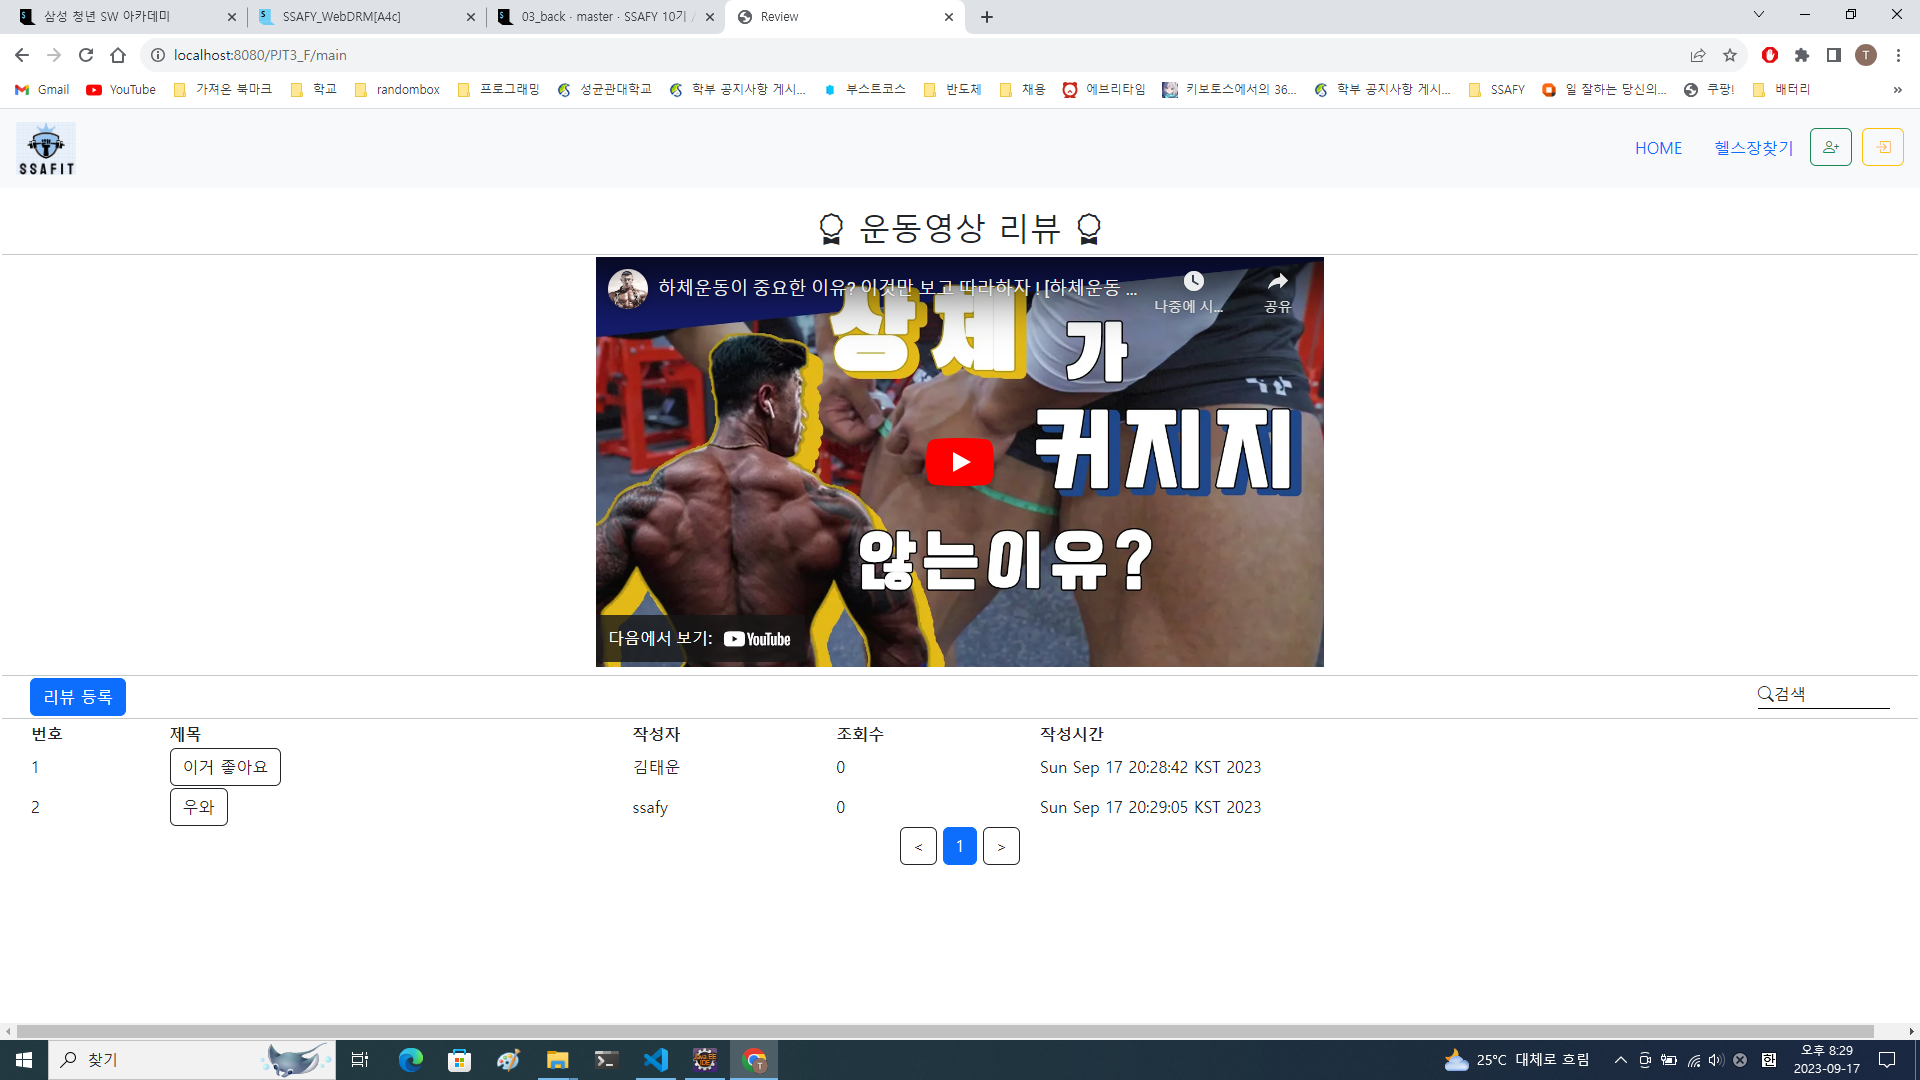 삼성 청년 SW 아카데미
SSAFY_WebDRM[A4c]
03_back · master · SSAFY 10기 /
Review
localhost:8080/PJT3_F/main
T
Gmail
YouTube
가져온 북마크
학교
randombox
프로그래밍
성균관대학교
학부 공지사항 게시...
부스트코스
반도체
채용
에브리타임
키보토스에서의 36...
학부 공지사항 게시...
SSAFY
일 잘하는 당신의...
쿠팡!
배터리
»
SSAFIT
HOME
헬스장찾기
운동영상 리뷰
하체운동이 중요한 이유? 이것만 보고 따라하자 ! [하체운동 ...
나중에 시...
공유
상체가
커지지
않는이유?
다음에서 보기: YouTube
리뷰 등록
검색
번호 제목 작성자 조회수 작성시간
1 이거 좋아요 김태운 0 Sun Sep 17 20:28:42 KST 2023
2 우와 ssafy 0 Sun Sep 17 20:29:05 KST 2023
< 1 >
찾기
25°C 대체로 흐림
한
오후 8:29
2023-09-17